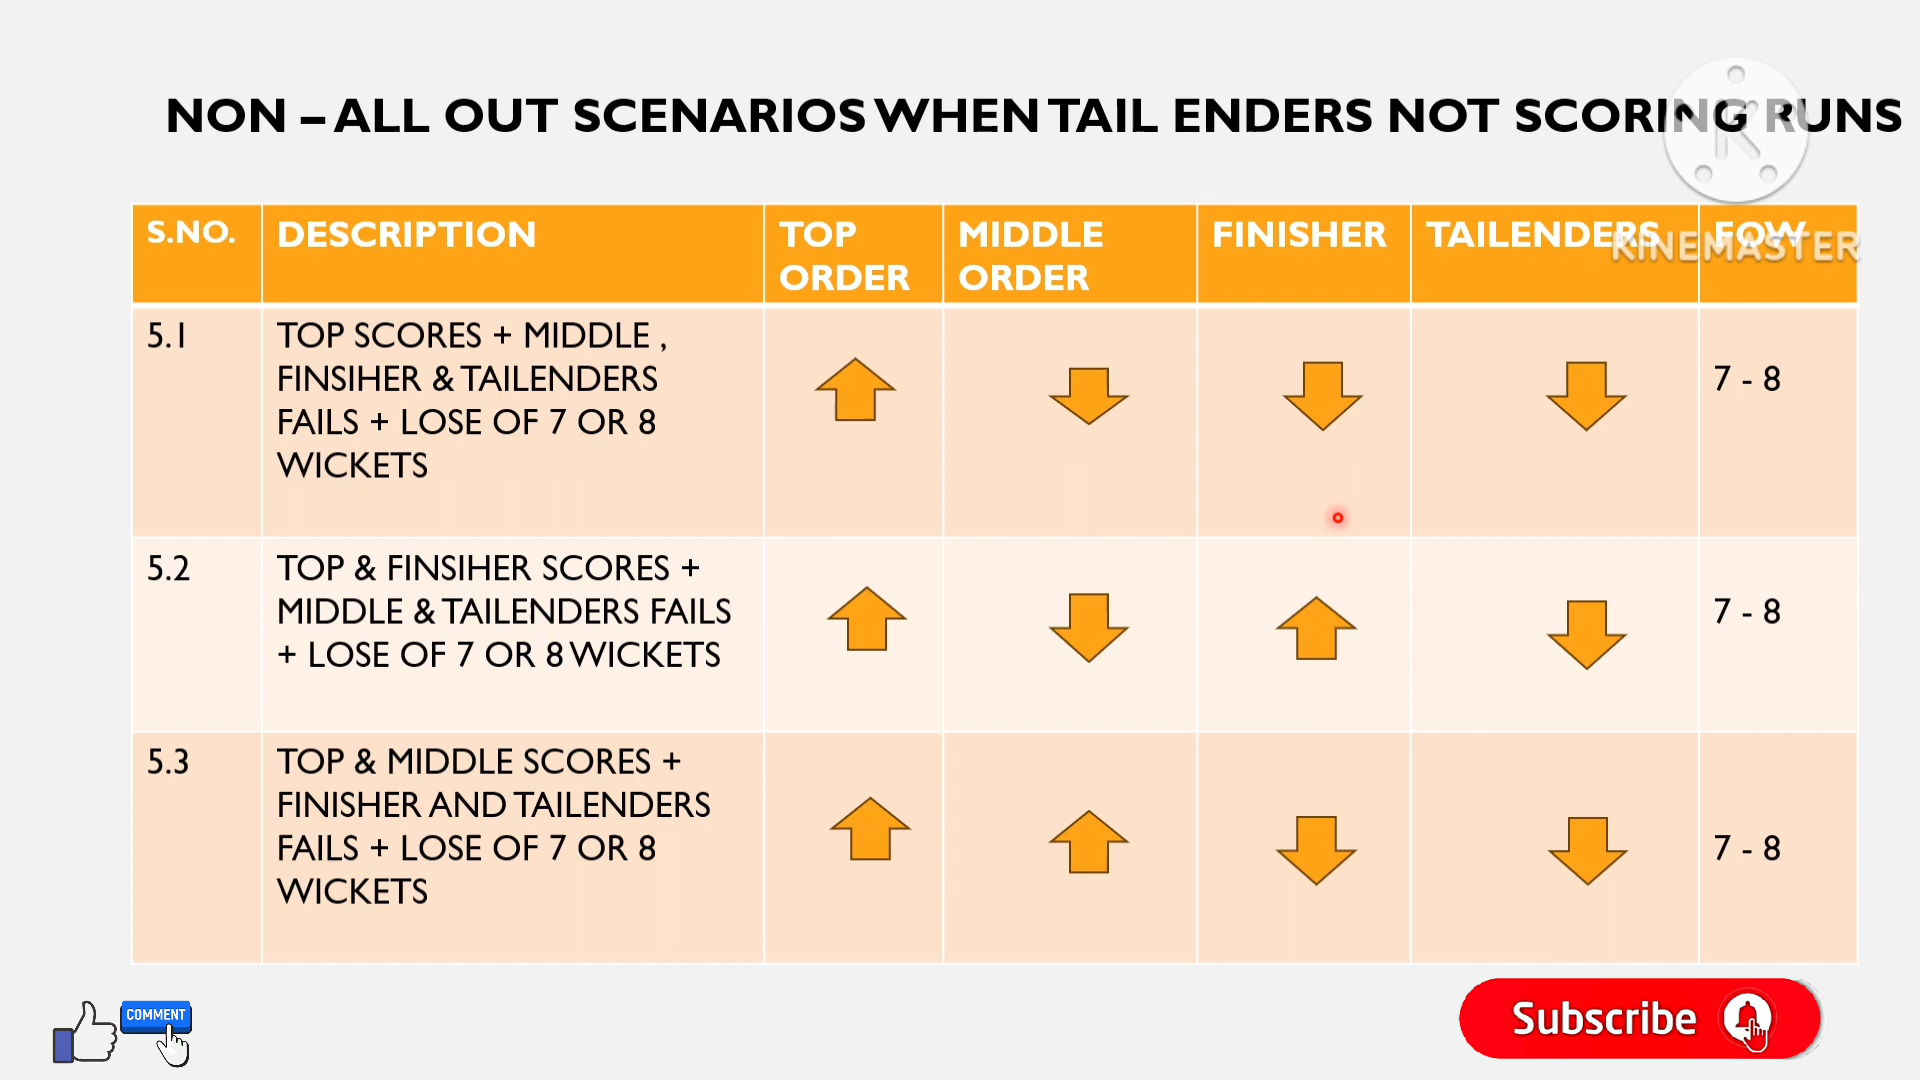 NON – ALL OUT SCENARIOS WHEN TAIL ENDERS NOT SCORING RUNS
S.NO. DESCRIPTION TOP ORDER MIDDLE ORDER FINISHER TAILENDERS FOW
KINEMASTER
5.1 TOP SCORES + MIDDLE , 
FINSIHER & TAILENDERS 7 - 8
FAILS + LOSE OF 7 OR 8
WICKETS
5.2 TOP & FINSIHER SCORES +
MIDDLE & TAILENDERS FAILS 7 - 8
+ LOSE OF 7 OR 8 WICKETS
5.3 TOP & MIDDLE SCORES +
FINISHER AND TAILENDERS
FAILS + LOSE OF 7 OR 8 7 - 8
WICKETS
COMMENT
Subscribe